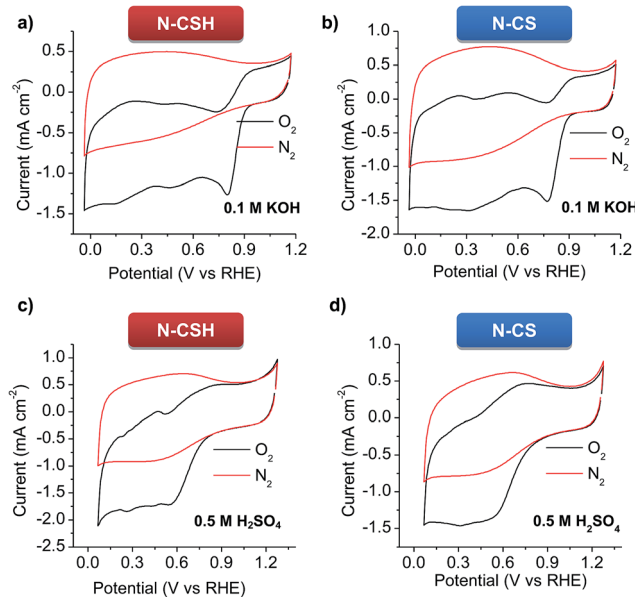 a)
N-CSH
Current (mA cm-2)
0.5
0.0
-0.5
-1.0
-1.5
O2
N2
0.1 M KOH
0.0 0.3 0.6 0.9 1.2
Potential (V vs RHE)
b)
N-CS
Current (mA cm-2)
1.0
0.5
0.0
-0.5
-1.0
-1.5
-2.0
O2
N2
0.1 M KOH
0.0 0.3 0.6 0.9 1.2
Potential (V vs RHE)
c)
N-CSH
Current (mA cm-2)
1.0
0.5
0.0
-0.5
-1.0
-1.5
-2.0
-2.5
O2
N2
0.5 M H2SO4
0.0 0.3 0.6 0.9 1.2
Potential (V vs RHE)
d)
N-CS
Current (mA cm-2)
1.0
0.5
0.0
-0.5
-1.0
-1.5
O2
N2
0.5 M H2SO4
0.0 0.3 0.6 0.9 1.2
Potential (V vs RHE)